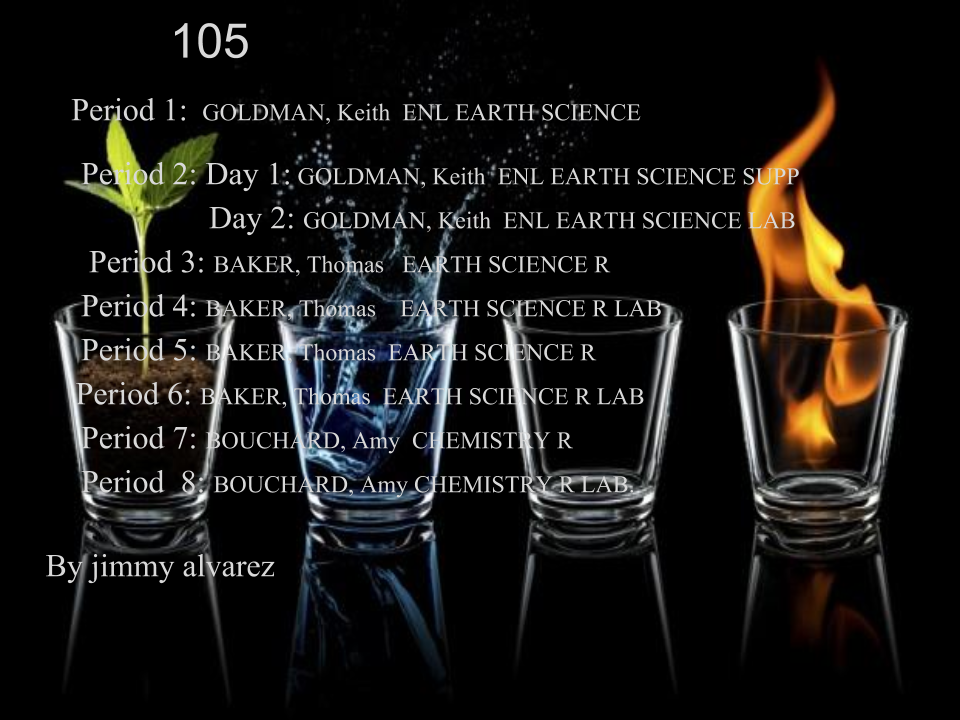 105
Period 1: GOLDMAN, Keith ENL EARTH SCIENCE
Period 2: Day 1: GOLDMAN, Keith ENL EARTH SCIENCE SUPP
Day 2: GOLDMAN, Keith ENL EARTH SCIENCE LAB
Period 3: BAKER, Thomas EARTH SCIENCE R
Period 4: BAKER, Thomas EARTH SCIENCE R LAB
Period 5: BAKER, Thomas EARTH SCIENCE R
Period 6: BAKER, Thomas EARTH SCIENCE R LAB
Period 7: BOUCHARD, Amy CHEMISTRY R
Period 8: BOUCHARD, Amy CHEMISTRY R LAB.
By jimmy alvarez